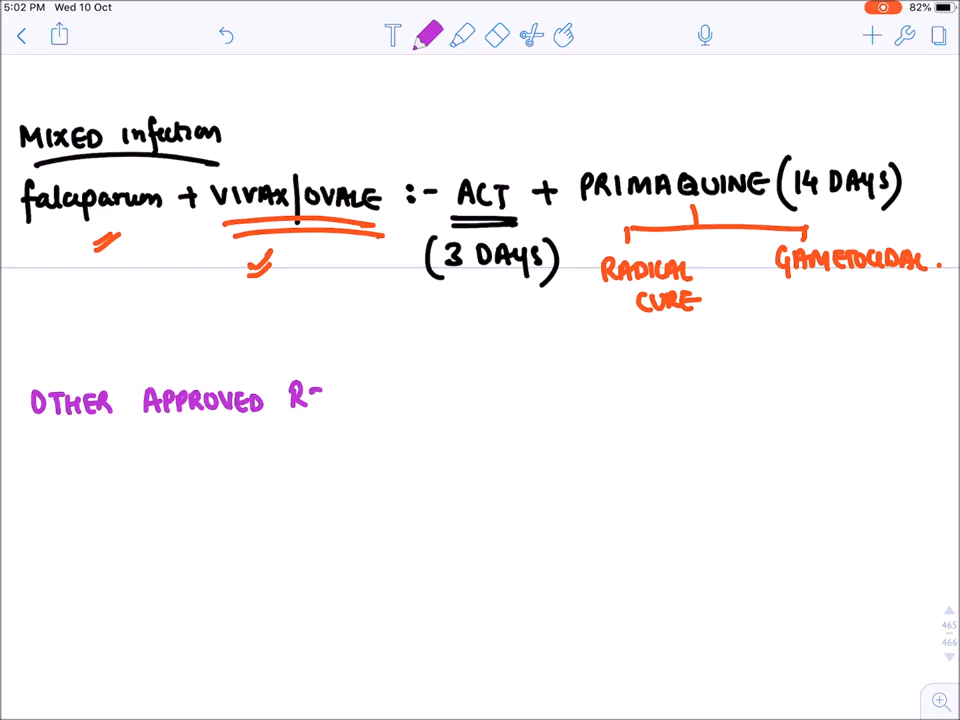 5:02 PM Wed 10 Oct
82%
MIXED infection
falciparum + VIVAX|OVALE :- ACT + PRIMAQUINE (14 DAYS)
(3 DAYS)
RADICAL CURE
GAMETOCIDAL.
OTHER APPROVED R
465
466